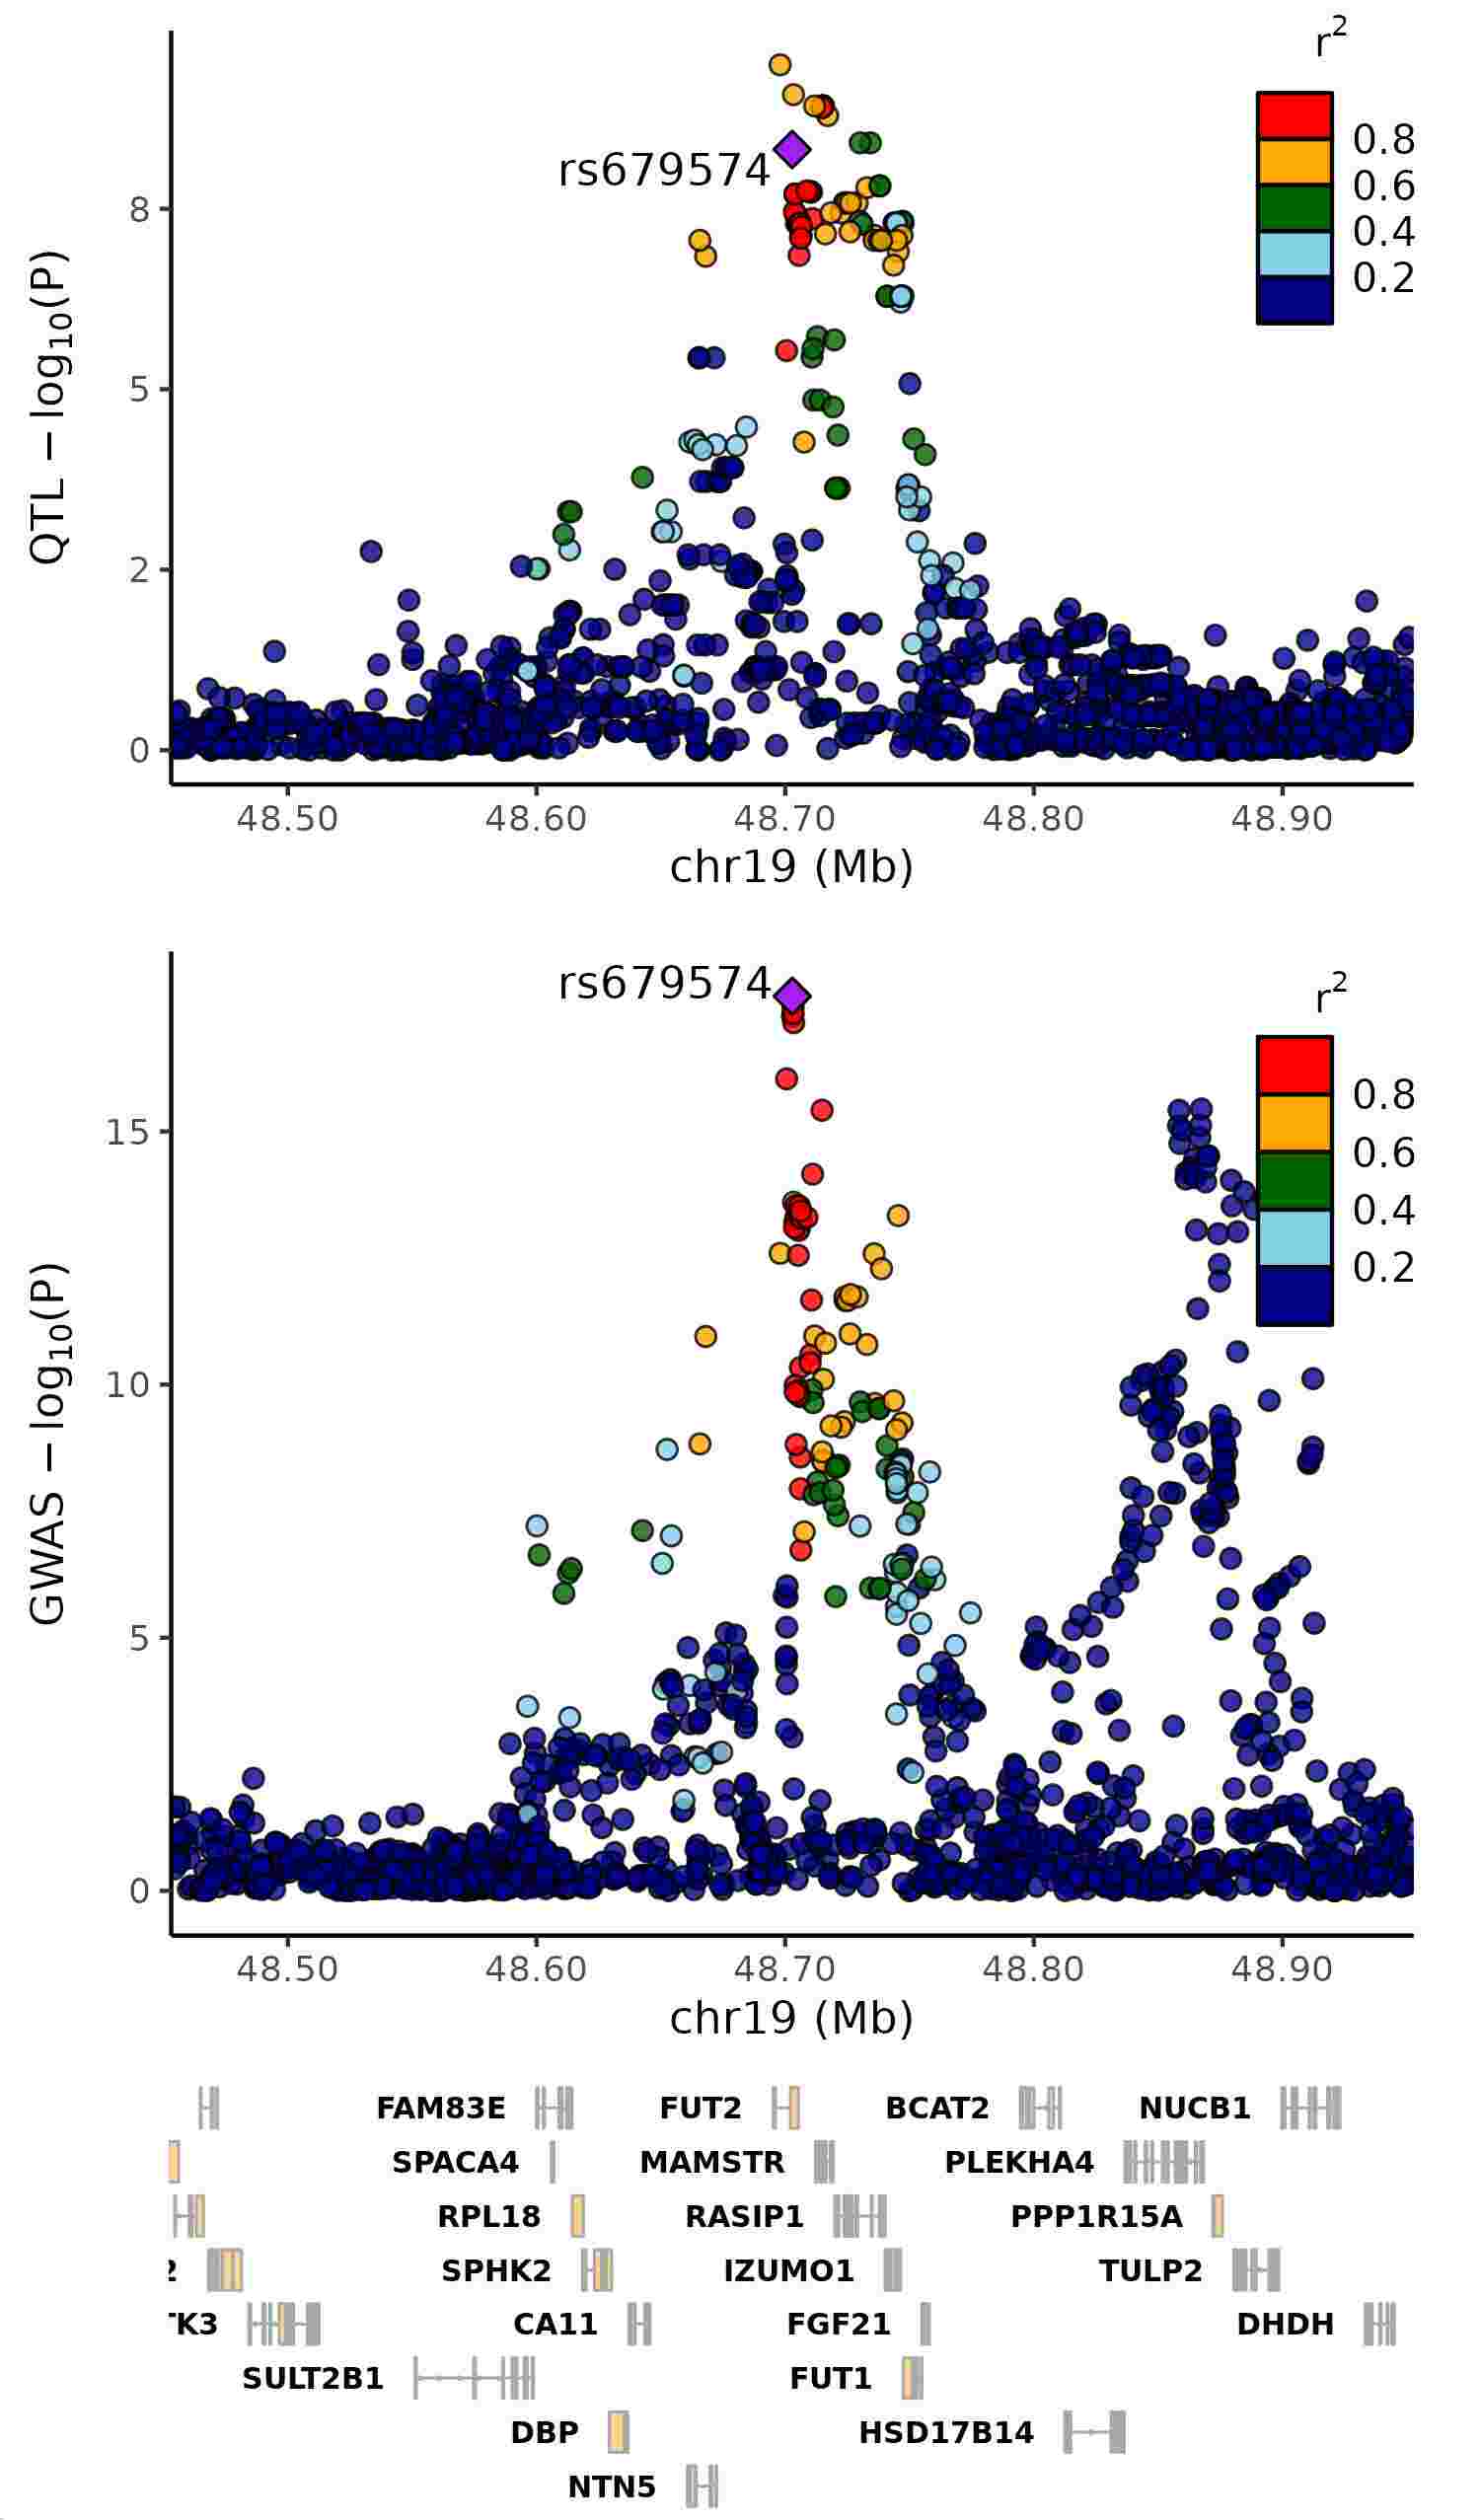 r²
0.8
0.6
0.4
0.2
rs679574
QTL −log₁₀(P)
8
5
2
0
48.50 48.60 48.70 48.80 48.90
chr19 (Mb)
rs679574
r²
0.8
0.6
0.4
0.2
GWAS −log₁₀(P)
15
10
5
0
48.50 48.60 48.70 48.80 48.90
chr19 (Mb)
FAM83E FUT2 BCAT2 NUCB1
SPACA4 MAMSTR PLEKHA4
RPL18 RASIP1 PPP1R15A
2 SPHK2 IZUMO1 TULP2
TK3 CA11 FGF21 DHDH
SULT2B1 FUT1
DBP HSD17B14
NTN5